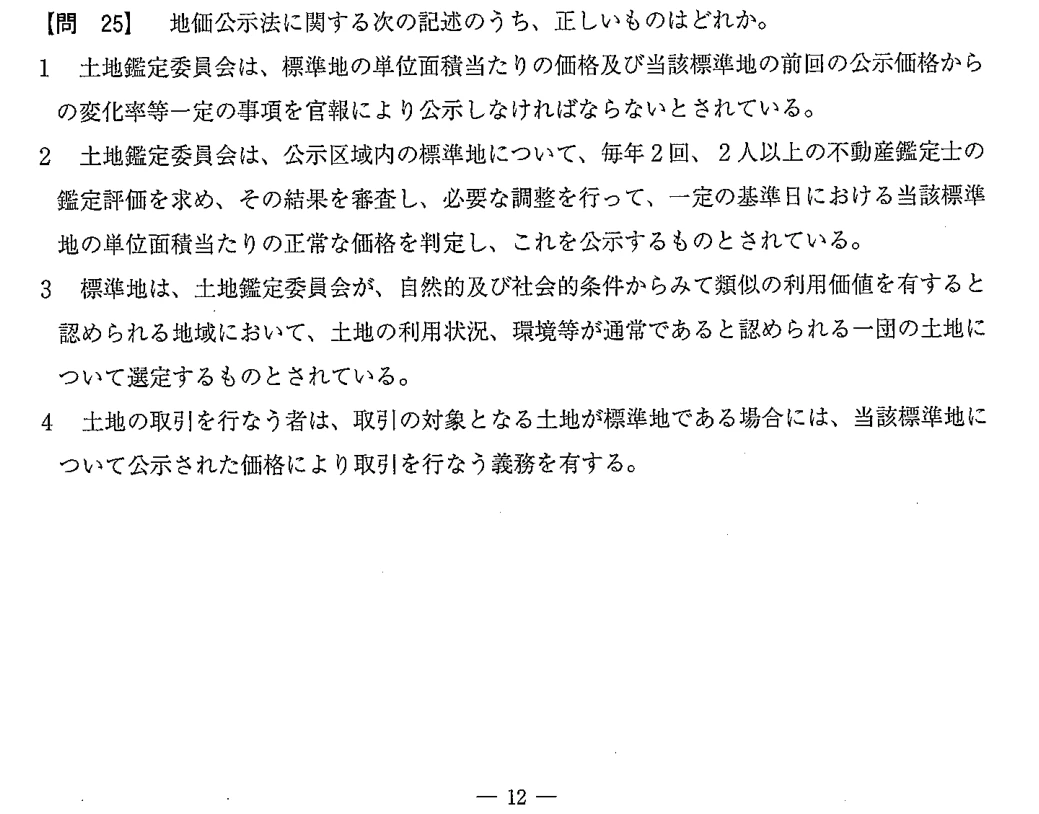 【問　25】　地価公示法に関する次の記述のうち、正しいものはどれか。
1　土地鑑定委員会は、標準地の単位面積当たりの価格及び当該標準地の前回の公示価格から
の変化率等一定の事項を官報により公示しなければならないとされている。
2　土地鑑定委員会は、公示区域内の標準地について、毎年2回、2人以上の不動産鑑定士の
鑑定評価を求め、その結果を審査し、必要な調整を行って、一定の基準日における当該標準
地の単位面積当たりの正常な価格を判定し、これを公示するものとされている。
3　標準地は、土地鑑定委員会が、自然的及び社会的条件からみて類似の利用価値を有すると
認められる地域において、土地の利用状況、環境等が通常であると認められる一団の土地に
ついて選定するものとされている。
4　土地の取引を行なう者は、取引の対象となる土地が標準地である場合には、当該標準地に
ついて公示された価格により取引を行なう義務を有する。
― 12 ―